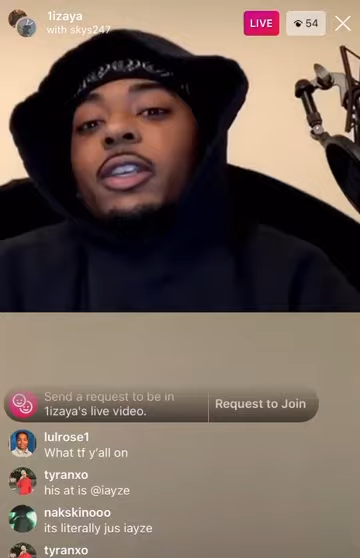 1izaya
with skys247
LIVE
54
Send a request to be in
1izaya's live video.
Request to Join
lulrose1
What tf y'all on
tyranxo
his at is @iayze
nakskinooo
its literally jus iayze
tyranxo